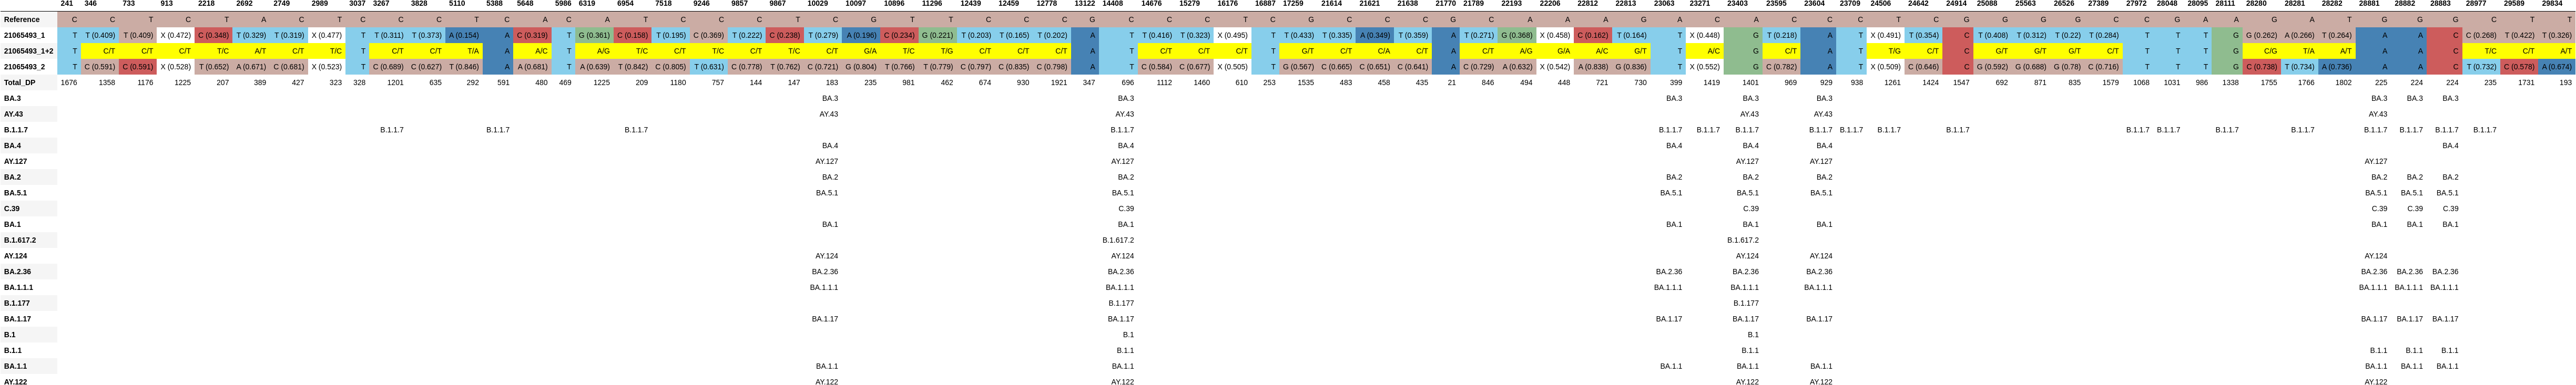 241 346 733 913 2218 2692 2749 2989 3037 3267 3828 5110 5388 5648 5986 6319 6954 7518 9246 9857 9867 10029 10097 10896 11296 12439 12459 12778 13122 14408 14676 15279 16176 16887 17259 21614 21621 21638 21770 21789 22193 22206 22812 22813 23063 23271 23403 23595 23604 23709 24506 24642 24914 25088 25563 26526 27389 27972 28048 28095 28111 28280 28281 28282 28881 28882 28883 28977 29589 29834
Reference C C T C T A C T C C C T C A C A T C C C T C G T T C C C G C C C T C G C C C G C A A A G A C A C C C T C G G G G C C G A A G A T G G G C T T
21065493_1 T T (0.409) T (0.409) X (0.472) C (0.348) T (0.329) T (0.319) X (0.477) T T (0.311) T (0.373) A (0.154) A C (0.319) T G (0.361) C (0.158) T (0.195) C (0.369) T (0.222) C (0.238) T (0.279) A (0.196) C (0.234) G (0.221) T (0.203) T (0.165) T (0.202) A T T (0.416) T (0.323) X (0.495) T T (0.433) T (0.335) A (0.349) T (0.359) A T (0.271) G (0.368) X (0.458) C (0.162) T (0.164) T X (0.448) G T (0.218) A T X (0.491) T (0.354) C T (0.408) T (0.312) T (0.22) T (0.284) T T T G G (0.262) A (0.266) T (0.264) A A C C (0.268) T (0.422) T (0.326)
21065493_1+2 T C/T C/T C/T T/C A/T C/T T/C T C/T C/T T/A A A/C T A/G T/C C/T T/C C/T T/C C/T G/A T/C T/G C/T C/T C/T A T C/T C/T C/T T G/T C/T C/A C/T A C/T A/G G/A A/C G/T T A/C G C/T A T T/G C/T C G/T G/T G/T C/T T T T G C/G T/A A/T A A C T/C C/T A/T
21065493_2 T C (0.591) C (0.591) X (0.528) T (0.652) A (0.671) C (0.681) X (0.523) T C (0.689) C (0.627) T (0.846) A A (0.681) T A (0.639) T (0.842) C (0.805) T (0.631) C (0.778) T (0.762) C (0.721) G (0.804) T (0.766) T (0.779) C (0.797) C (0.835) C (0.798) A T C (0.584) C (0.677) X (0.505) T G (0.567) C (0.665) C (0.651) C (0.641) A C (0.729) A (0.632) X (0.542) A (0.838) G (0.836) T X (0.552) G C (0.782) A T X (0.509) C (0.646) C G (0.592) G (0.688) G (0.78) C (0.716) T T T G C (0.738) T (0.734) A (0.736) A A C T (0.732) C (0.578) A (0.674)
Total_DP 1676 1358 1176 1225 207 389 427 323 328 1201 635 292 591 480 469 1225 209 1180 757 144 147 183 235 981 462 674 930 1921 347 696 1112 1460 610 253 1535 483 458 435 21 846 494 448 721 730 399 1419 1401 969 929 938 1261 1424 1547 692 871 835 1579 1068 1031 986 1338 1755 1766 1802 225 224 224 235 1731 193
BA.3 BA.3 BA.3 BA.3 BA.3 BA.3 BA.3 BA.3 BA.3
AY.43 AY.43 AY.43 AY.43 AY.43 AY.43
B.1.1.7 B.1.1.7 B.1.1.7 B.1.1.7 B.1.1.7 B.1.1.7 B.1.1.7 B.1.1.7 B.1.1.7 B.1.1.7 B.1.1.7 B.1.1.7 B.1.1.7 B.1.1.7 B.1.1.7 B.1.1.7 B.1.1.7 B.1.1.7 B.1.1.7 B.1.1.7
BA.4 BA.4 BA.4 BA.4 BA.4 BA.4 BA.4
AY.127 AY.127 AY.127 AY.127 AY.127 AY.127
BA.2 BA.2 BA.2 BA.2 BA.2 BA.2 BA.2 BA.2 BA.2
BA.5.1 BA.5.1 BA.5.1 BA.5.1 BA.5.1 BA.5.1 BA.5.1 BA.5.1 BA.5.1
C.39 C.39 C.39 C.39 C.39 C.39
BA.1 BA.1 BA.1 BA.1 BA.1 BA.1 BA.1 BA.1 BA.1
B.1.617.2 B.1.617.2 B.1.617.2
AY.124 AY.124 AY.124 AY.124 AY.124 AY.124
BA.2.36 BA.2.36 BA.2.36 BA.2.36 BA.2.36 BA.2.36 BA.2.36 BA.2.36 BA.2.36
BA.1.1.1 BA.1.1.1 BA.1.1.1 BA.1.1.1 BA.1.1.1 BA.1.1.1 BA.1.1.1 BA.1.1.1 BA.1.1.1
B.1.177 B.1.177 B.1.177
BA.1.17 BA.1.17 BA.1.17 BA.1.17 BA.1.17 BA.1.17 BA.1.17 BA.1.17 BA.1.17
B.1 B.1 B.1
B.1.1 B.1.1 B.1.1 B.1.1 B.1.1 B.1.1
BA.1.1 BA.1.1 BA.1.1 BA.1.1 BA.1.1 BA.1.1 BA.1.1 BA.1.1 BA.1.1
AY.122 AY.122 AY.122 AY.122 AY.122 AY.122